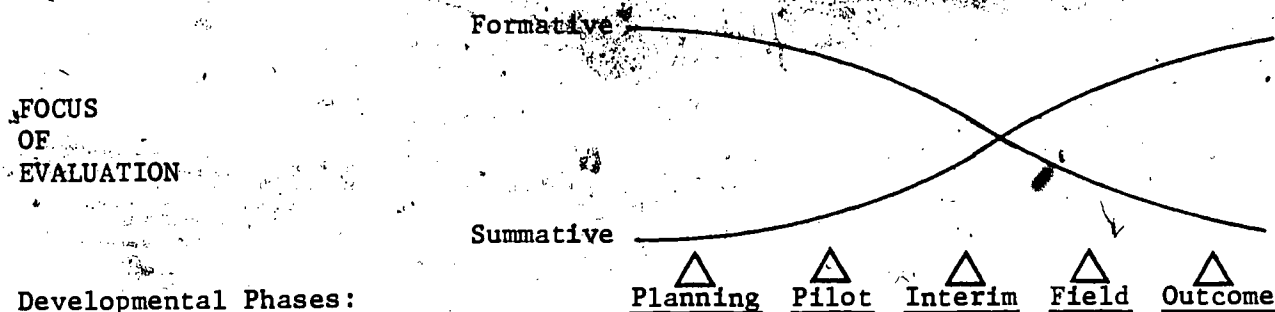 Formative
FOCUS
OF
EVALUATION
Summative
Developmental Phases: Planning Pilot Interim Field Outcome